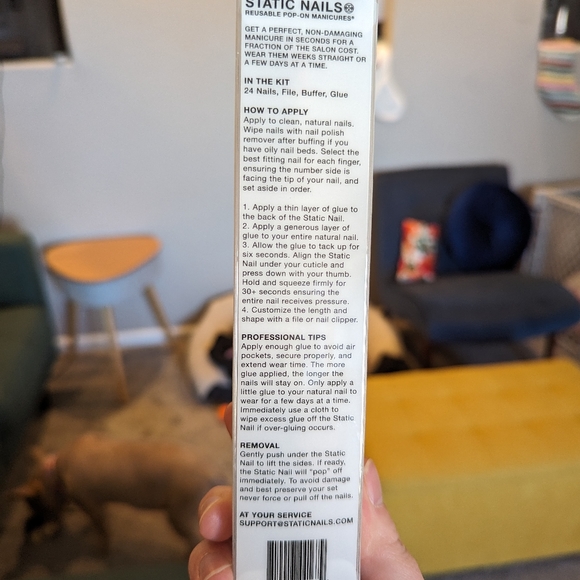 STATIC NAILS®
REUSABLE POP-ON MANICURES®
GET A PERFECT, NON-DAMAGING
MANICURE IN SECONDS FOR A
FRACTION OF THE SALON COST.
WEAR THEM WEEKS STRAIGHT OR
A FEW DAYS AT A TIME.
IN THE KIT
24 Nails, File, Buffer, Glue
HOW TO APPLY
Apply to clean, natural nails.
Wipe nails with nail polish
remover after buffing if you
have oily nail beds. Select the
best fitting nail for each finger,
ensuring the number side is
facing the tip of your nail, and
set aside in order.
1. Apply a thin layer of glue to
the back of the Static Nail.
2. Apply a generous layer of
glue to your entire natural nail.
3. Allow the glue to tack up for
six seconds. Align the Static
Nail under your cuticle and
press down with your thumb.
Hold and squeeze firmly for
30+ seconds ensuring the
entire nail receives pressure.
4. Customize the length and
shape with a file or nail clipper.
PROFESSIONAL TIPS
Apply enough glue to avoid air
pockets, secure properly, and
extend wear time. The more
glue applied, the longer the
nails will stay on. Only apply a
little glue to your natural nail to
wear for a few days at a time.
Immediately use a cloth to
wipe excess glue off the Static
Nail if over-gluing occurs.
REMOVAL
Gently push under the Static
Nail to lift the sides. If ready,
the Static Nail will "pop" off
immediately. To avoid damage
and best preserve your set
never force or pull off the nails.
AT YOUR SERVICE
SUPPORT@STATICNAILS.COM